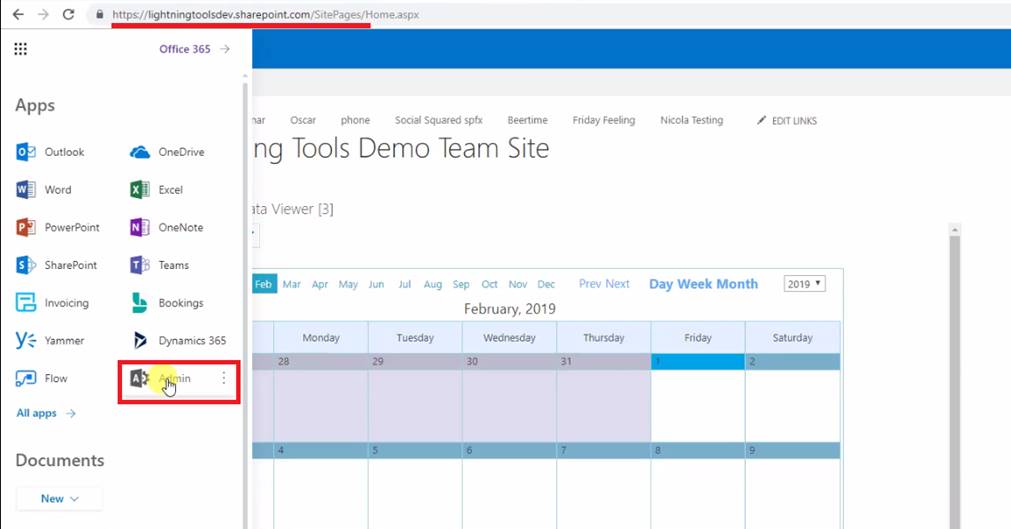 https://lightningtoolsdev.sharepoint.com/SitePages/Home.aspx
Office 365
Apps
Outlook
OneDrive
Word
Excel
PowerPoint
OneNote
SharePoint
Teams
Invoicing
Bookings
Yammer
Dynamics 365
Flow
Admin
All apps
Documents
New
nar Oscar phone Social Squared spfx Beertime Friday Feeling Nicola Testing EDIT LINKS
ng Tools Demo Team Site
ata Viewer [3]
Feb Mar Apr May Jun Jul Aug Sep Oct Nov Dec Prev Next Day Week Month 2019
February, 2019
Monday Tuesday Wednesday Thursday Friday Saturday
28 29 30 31 1 2
4 5 6 7 8 9